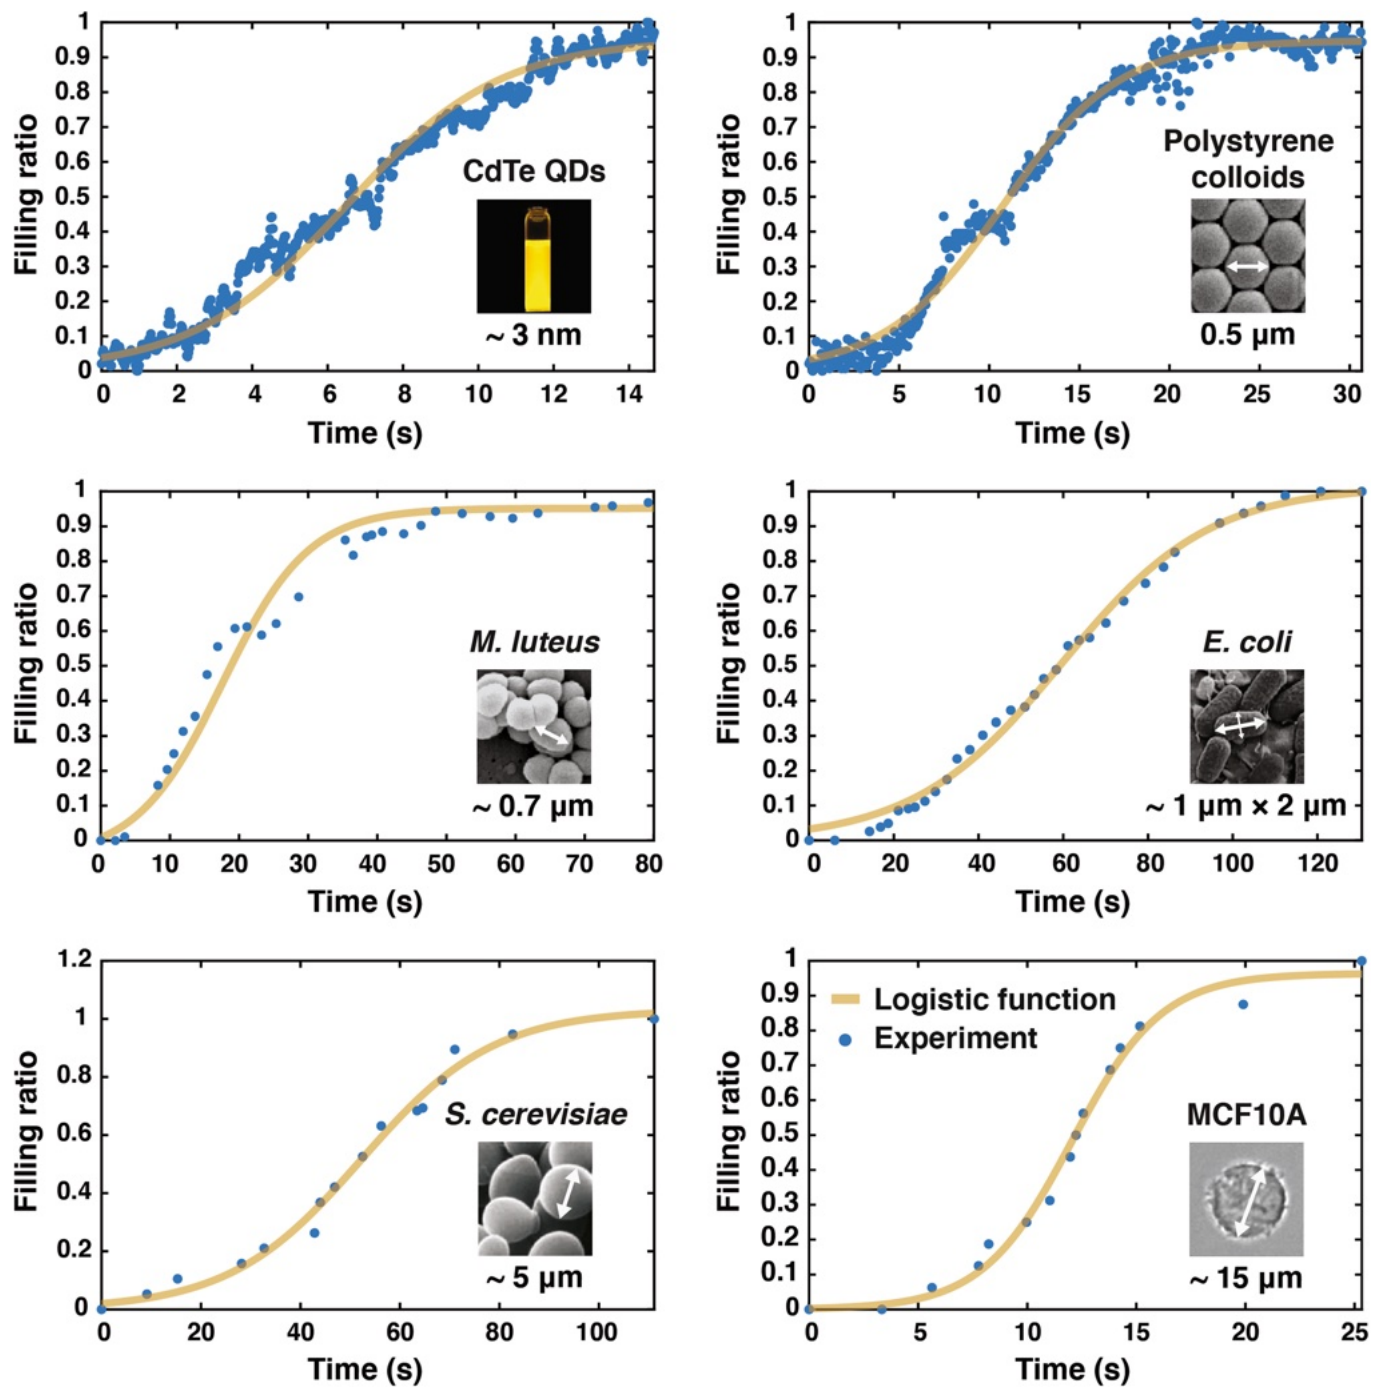 1
0.9
0.8
0.7
0.6
0.5
0.4
0.3
0.2
0.1
0
Filling ratio
CdTe QDs
~ 3 nm
0 2 4 6 8 10 12 14
Time (s)
1
0.9
0.8
0.7
0.6
0.5
0.4
0.3
0.2
0.1
0
Filling ratio
Polystyrene
colloids
0.5 µm
0 5 10 15 20 25 30
Time (s)
1
0.9
0.8
0.7
0.6
0.5
0.4
0.3
0.2
0.1
0
Filling ratio
M. luteus
~ 0.7 µm
0 10 20 30 40 50 60 70 80
Time (s)
1
0.9
0.8
0.7
0.6
0.5
0.4
0.3
0.2
0.1
0
Filling ratio
E. coli
~ 1 µm × 2 µm
0 20 40 60 80 100 120
Time (s)
1.2
1
0.8
0.6
0.4
0.2
0
Filling ratio
S. cerevisiae
~ 5 µm
0 20 40 60 80 100
Time (s)
1
0.9
0.8
0.7
0.6
0.5
0.4
0.3
0.2
0.1
0
Filling ratio
Logistic function
Experiment
MCF10A
~ 15 µm
0 5 10 15 20 25
Time (s)